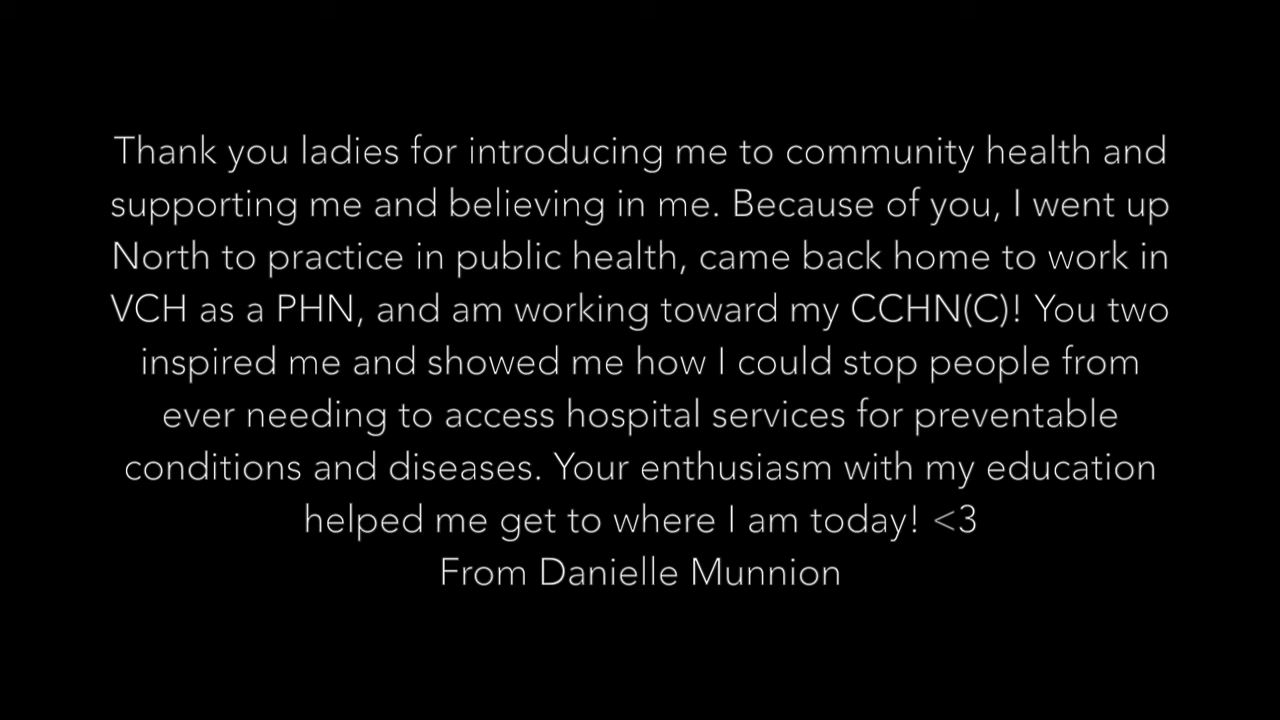 Thank you ladies for introducing me to community health and
supporting me and believing in me. Because of you, I went up
North to practice in public health, came back home to work in
VCH as a PHN, and am working toward my CCHN(C)! You two
inspired me and showed me how I could stop people from
ever needing to access hospital services for preventable
conditions and diseases. Your enthusiasm with my education
helped me get to where I am today! <3
From Danielle Munnion